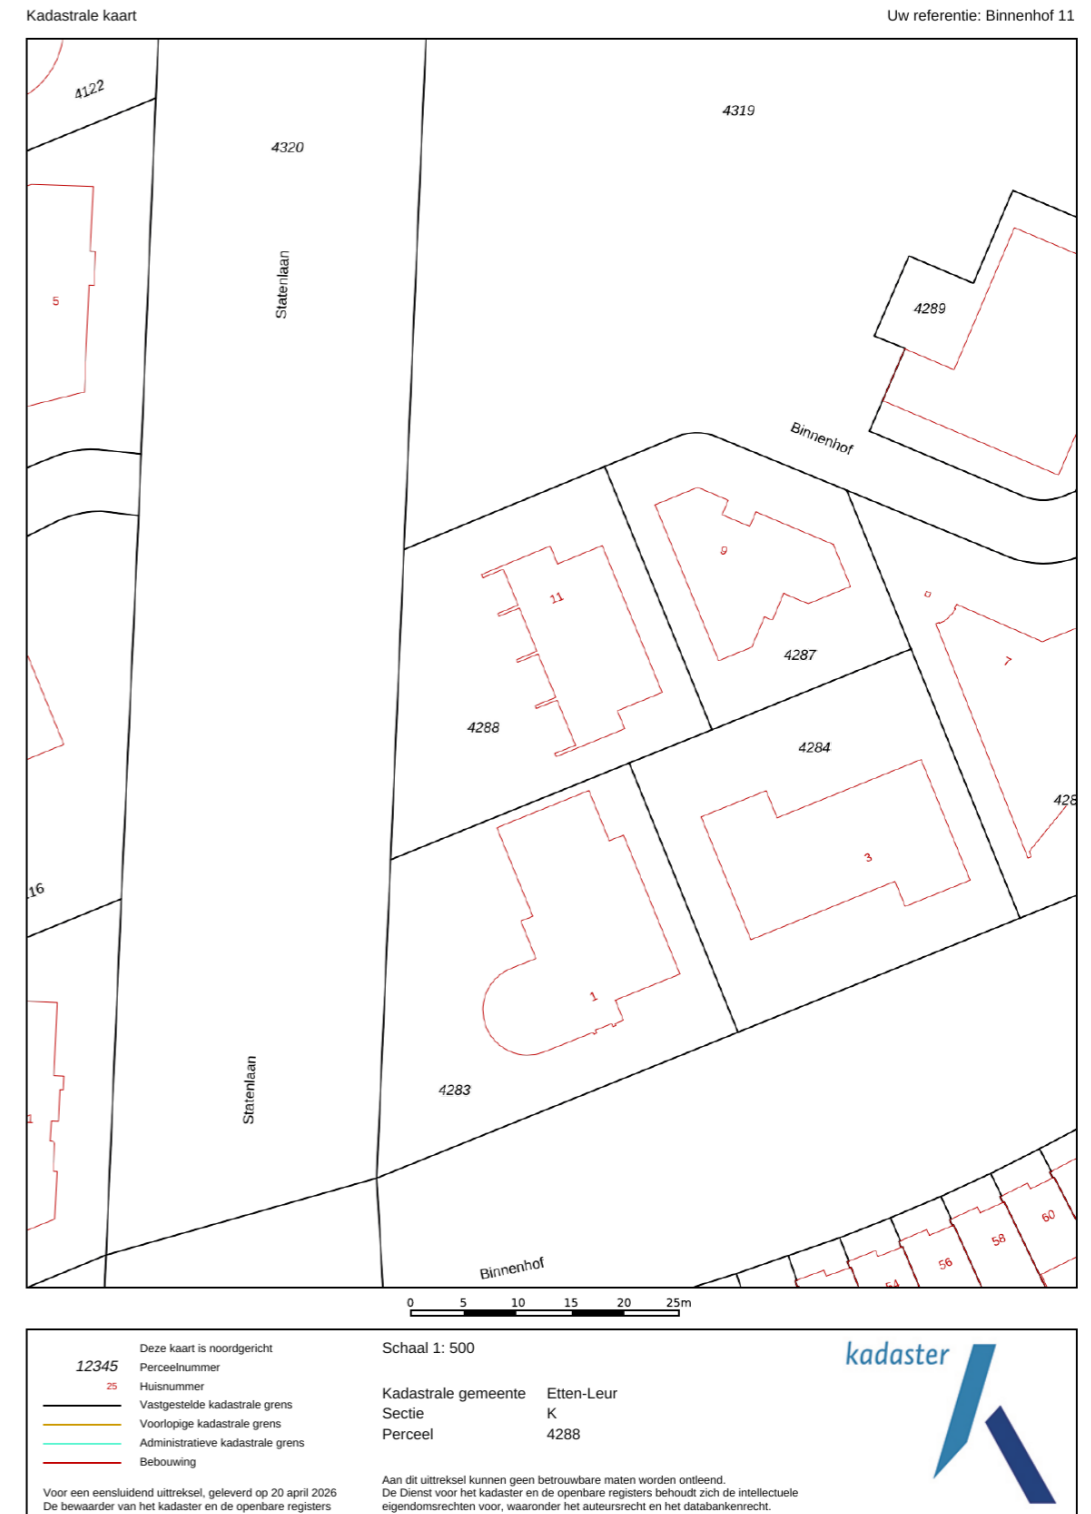 Kadastrale kaart
Uw referentie: Binnenhof 11
4122
4320
4319
Statenlaan
5
4289
Binnenhof
9
11
7
4287
4288
4284
428
3
16
1
4283
Statenlaan
1
60
58
56
54
Binnenhof
0 5 10 15 20 25m
Deze kaart is noordgericht
12345 Perceelnummer
25 Huisnummer
Vastgestelde kadastrale grens
Voorlopige kadastrale grens
Administratieve kadastrale grens
Bebouwing
Voor een eensluidend uittreksel, geleverd op 20 april 2026
De bewaarder van het kadaster en de openbare registers
Schaal 1: 500
Kadastrale gemeente Etten-Leur
Sectie K
Perceel 4288
Aan dit uittreksel kunnen geen betrouwbare maten worden ontleend.
De Dienst voor het kadaster en de openbare registers behoudt zich de intellectuele
eigendomsrechten voor, waaronder het auteursrecht en het databankenrecht.
kadaster